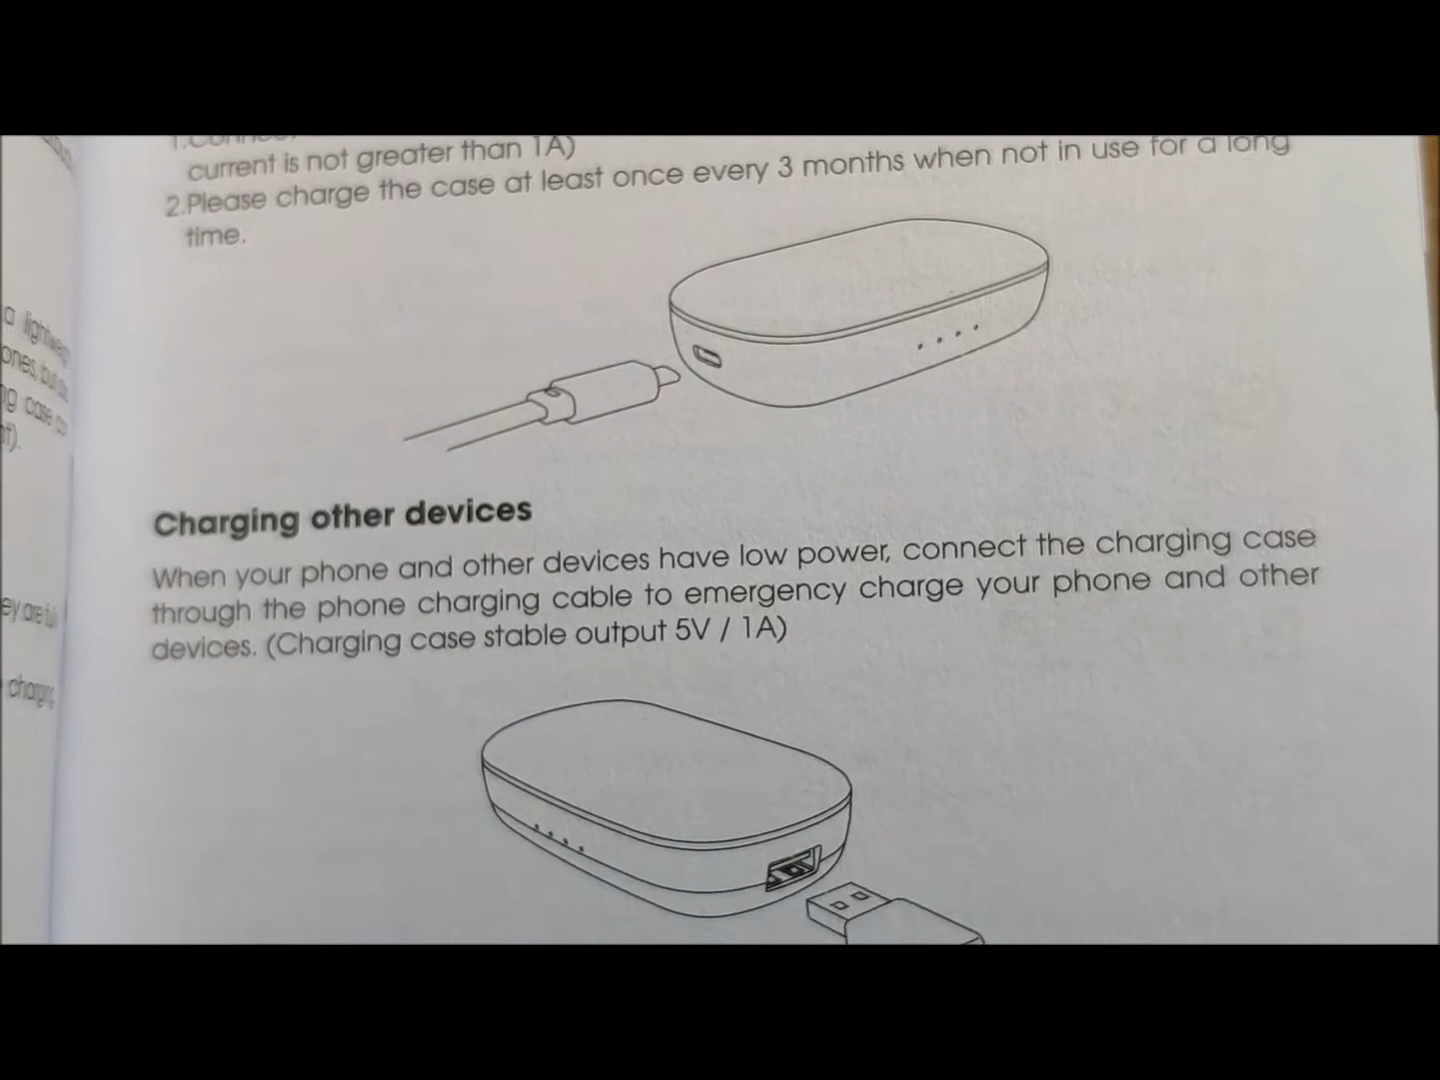 current is not greater than 1A)
2.Please charge the case at least once every 3 months when not in use for a long
time.
Charging other devices
When your phone and other devices have low power, connect the charging case
through the phone charging cable to emergency charge your phone and other
devices. (Charging case stable output 5V / 1A)
a
case
charging